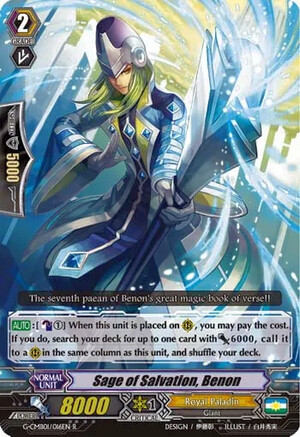 2
GRADE
SHIELD
5000
The seventh paean of Benon's great magic book of verse!!
AUTO : [ ① ] When this unit is placed on , you may pay the cost.
If you do, search your deck for up to one card with 6000, call it
to a in the same column as this unit, and shuffle your deck.
NORMAL UNIT
Sage of Salvation, Benon
POWER 8000
1
CRITICAL
Royal Paladin
Giant
G-CMB01/016EN R
DESIGN / 伊藤彰 ILLUST / 白井秀実